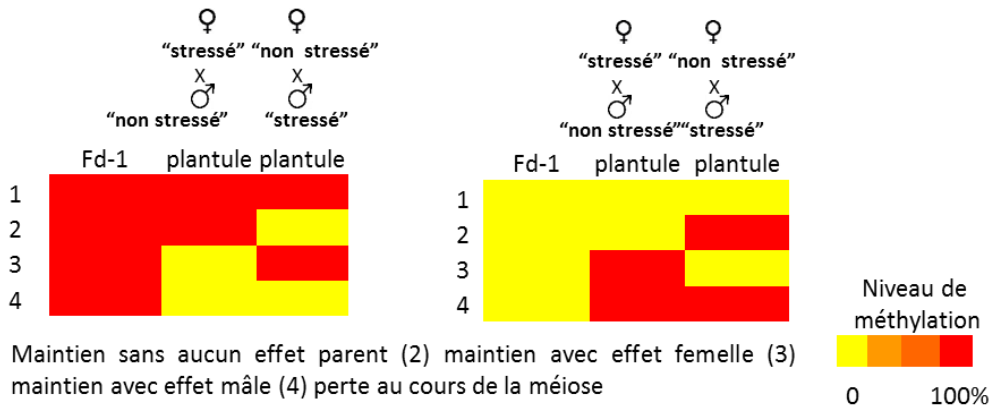 ♀ ♀
"stressé" "non stressé"
X X
♂ ♂
"non stressé" "stressé"
Fd-1 plantule plantule
1
2
3
4
♀ ♀
"stressé" "non stressé"
X X
♂ ♂
"non stressé" "stressé"
Fd-1 plantule plantule
1
2
3
4
Niveau de
méthylation
0 100%
Maintien sans aucun effet parent (2) maintien avec effet femelle (3)
maintien avec effet mâle (4) perte au cours de la méiose